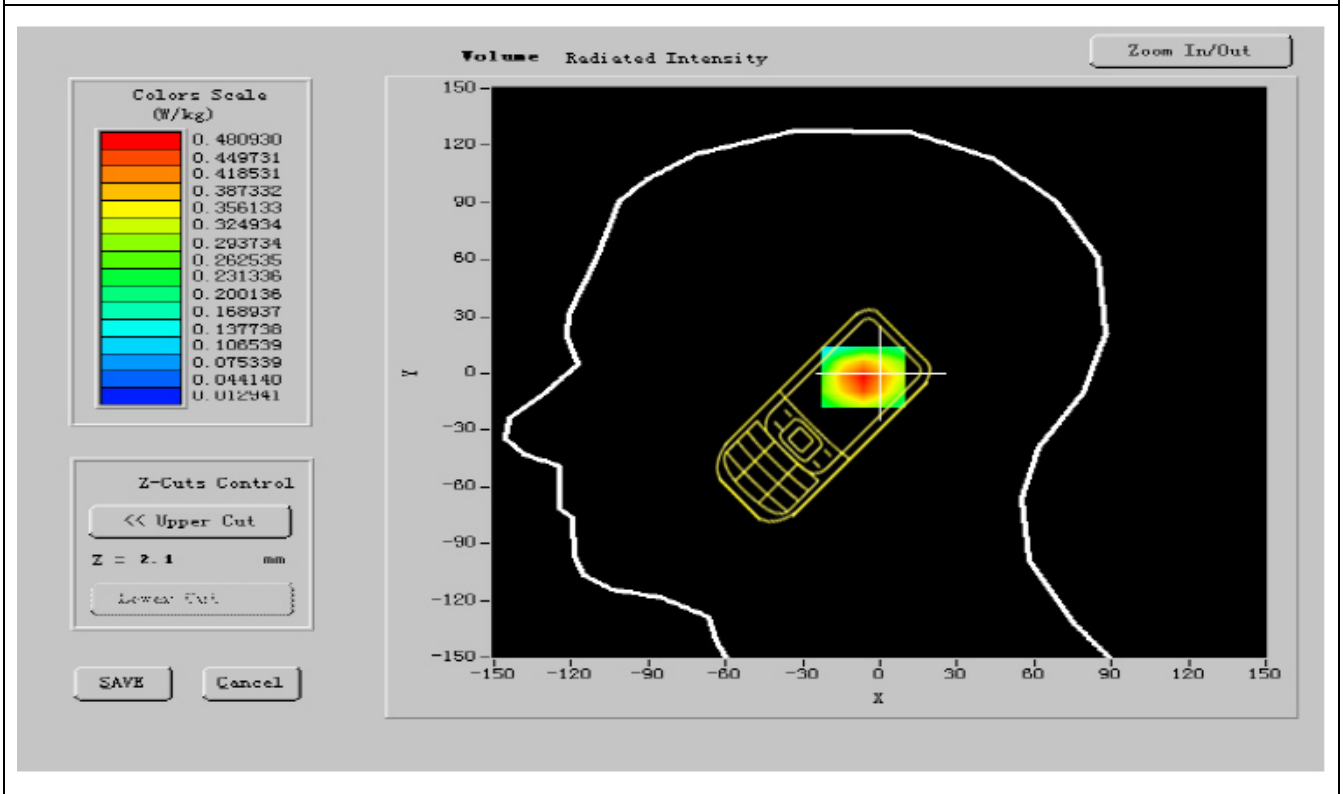 Volume Radiated Intensity
Zoom In/Out
Colors Scale
(W/kg)
0.480930
0.449731
0.418531
0.387332
0.356133
0.324934
0.293734
0.262535
0.231336
0.200136
0.168937
0.137738
0.106539
0.075339
0.044140
0.012941
Z-Cuts Control
<< Upper Cut
Z = 2.1 mm
Lower Cut
SAVE
Cancel
150
120
90
60
30
0
-30
-60
-90
-120
-150
Y
-150 -120 -90 -60 -30 0 30 60 90 120 150
X